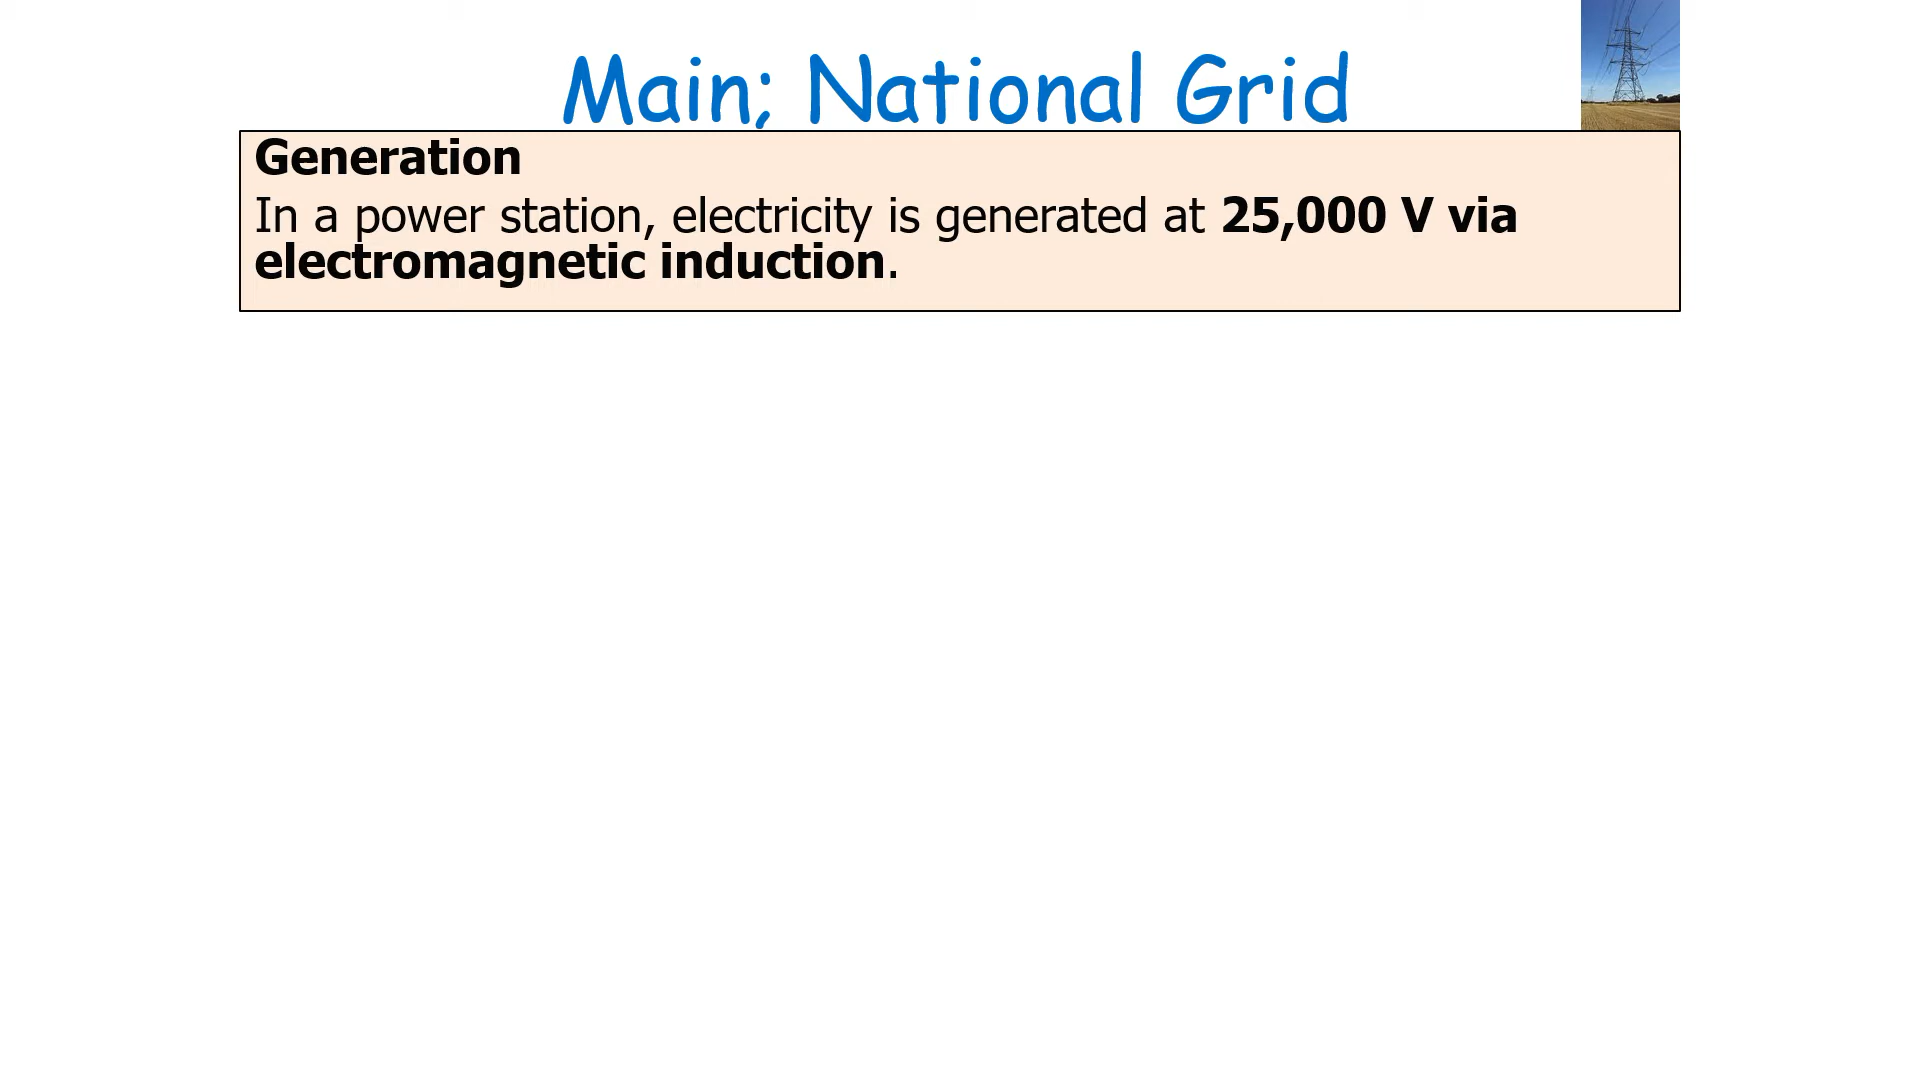 Main; National Grid
Generation
In a power station, electricity is generated at 25,000 V via
electromagnetic induction.